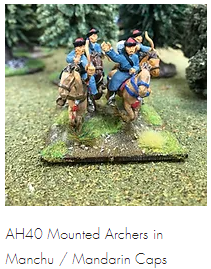 AH40 Mounted Archers in
Manchu / Mandarin Caps